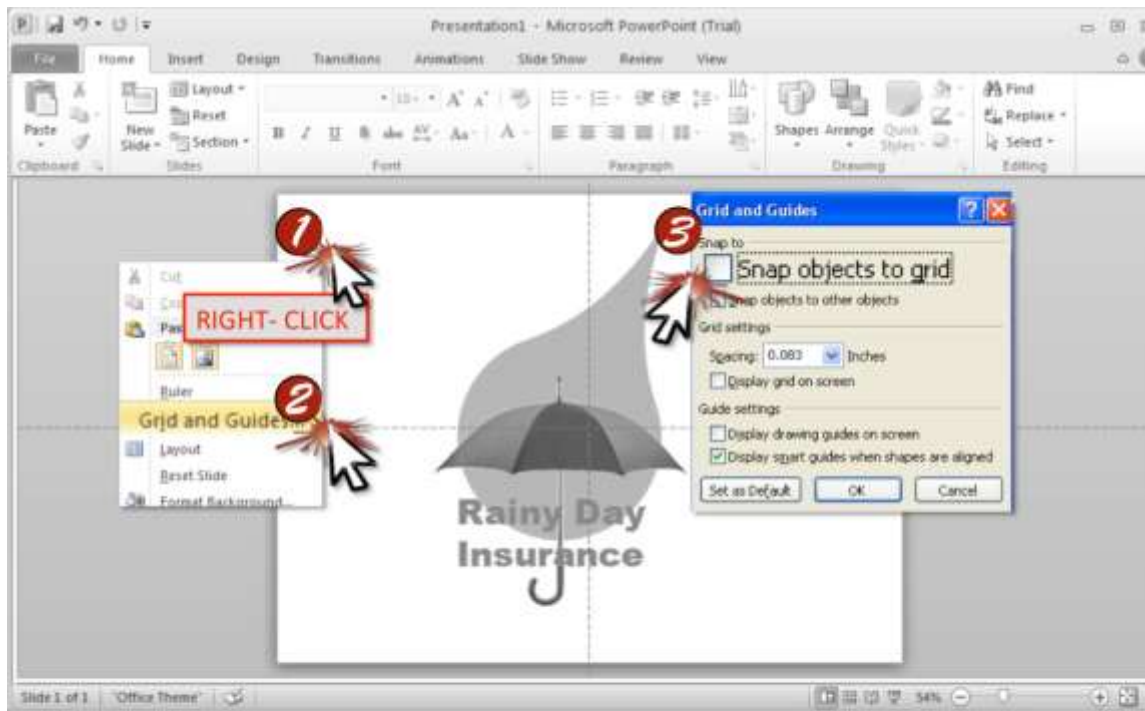 Presentation1 - Microsoft PowerPoint (Trial)
File Home Insert Design Transitions Animations Slide Show Review View
Paste
New Slide
Layout
Reset
Section
Shapes Arrange Quick Styles
Find
Replace
Select
Clipboard Slides Font Paragraph Drawing Editing
1
Cut
RIGHT- CLICK
Ruler
2
Grid and Guides...
Layout
Reset Slide
Format Background...
Rainy Day
Insurance
3
Grid and Guides
Snap to
Snap objects to grid
Snap objects to other objects
Grid settings
Spacing: 0.083 Inches
Display grid on screen
Guide settings
Display drawing guides on screen
Display smart guides when shapes are aligned
Set as Default OK Cancel
Slide 1 of 1 "Office Theme" 54%